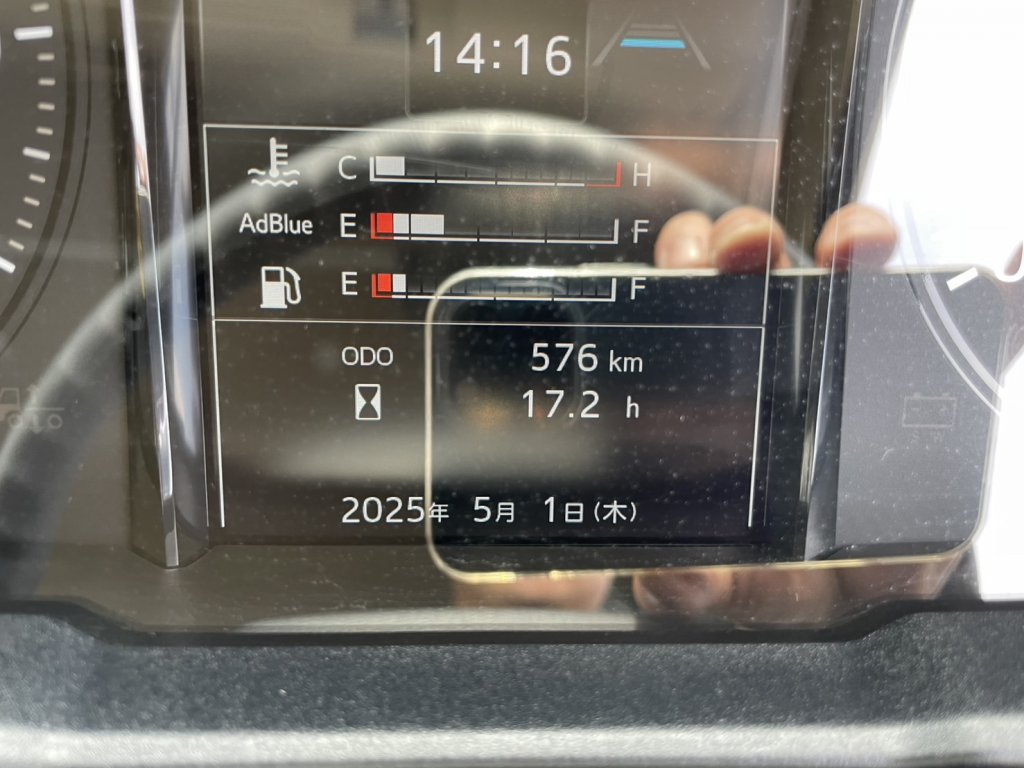 14:16
C H
AdBlue E F
E F
ODO 576 km
17.2 h
2025年 5月 1日(木)